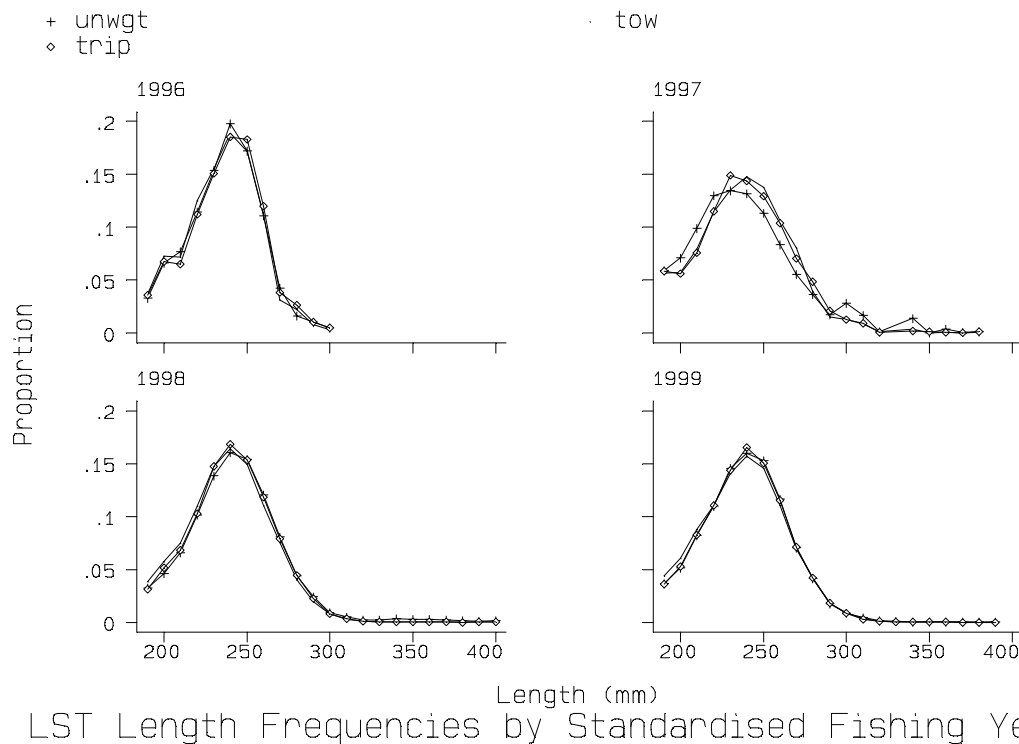 + unwgt
tow
◇ trip
1996
1997
.2
.15
.1
.05
0
1998
1999
.2
.15
.1
.05
0
200 250 300 350 400
200 250 300 350 400
Proportion
Length (mm)
LST Length Frequencies by Standardised Fishing Ye